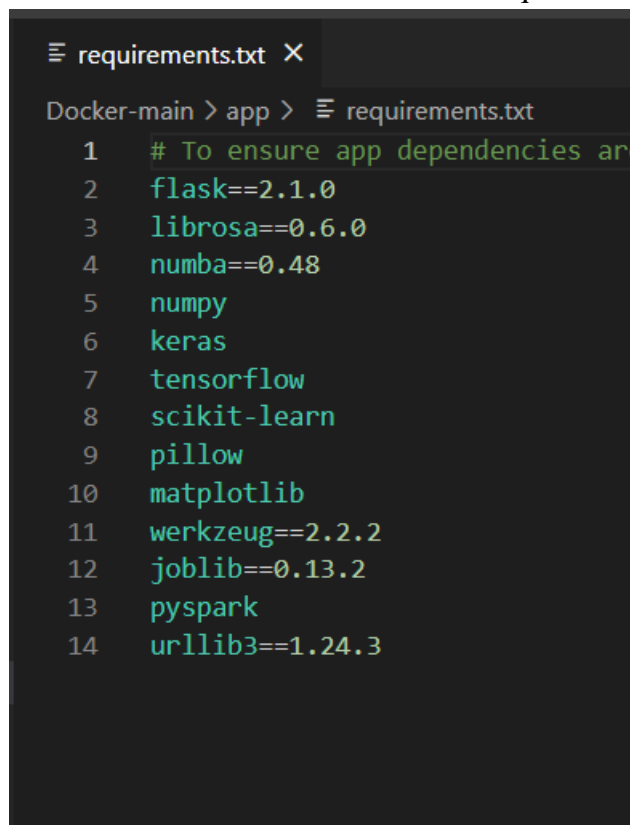 requirements.txt ×
Docker-main > app > requirements.txt
1 # To ensure app dependencies
2 flask==2.1.0
3 librosa==0.6.0
4 numba==0.48
5 numpy
6 keras
7 tensorflow
8 scikit-learn
9 pillow
10 matplotlib
11 werkzeug==2.2.2
12 joblib==0.13.2
13 pyspark
14 urllib3==1.24.3